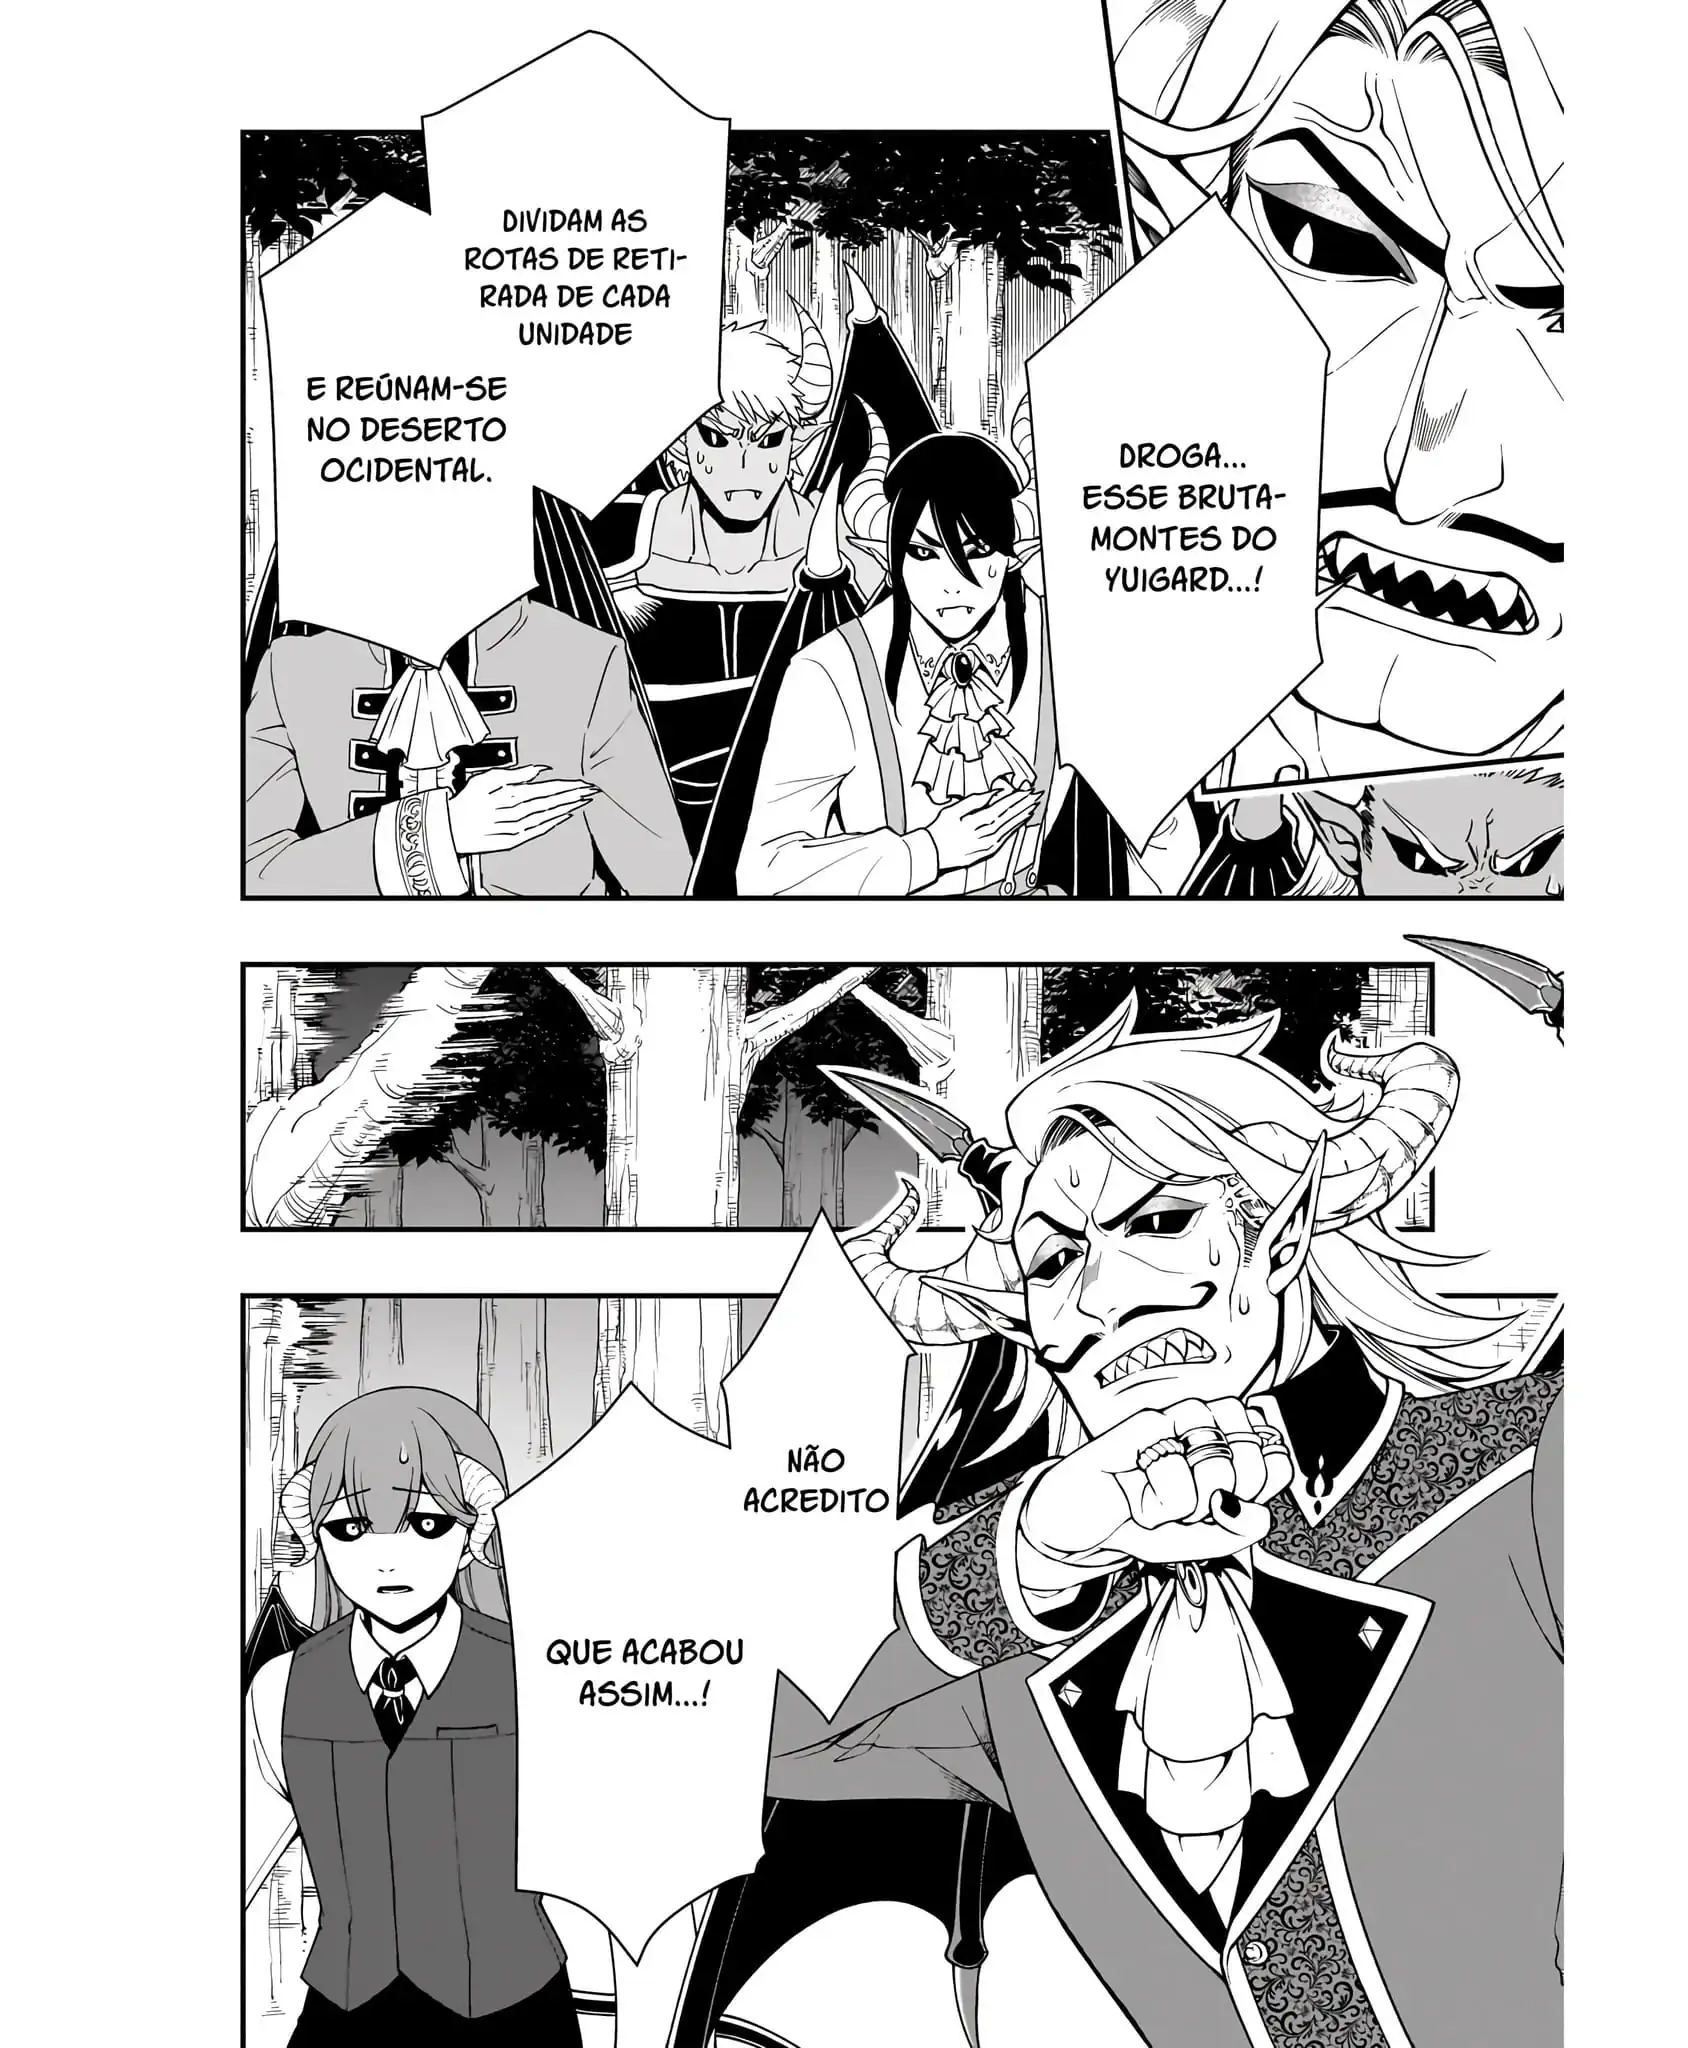 DROGA...
ESSE BRUTA-
MONTES DO
YUIGARD...!
DIVIDAM AS
ROTAS DE RETI-
RADA DE CADA
UNIDADE
E REÚNAM-SE
NO DESERTO
OCIDENTAL.
NÃO
ACREDITO
QUE ACABOU
ASSIM...!